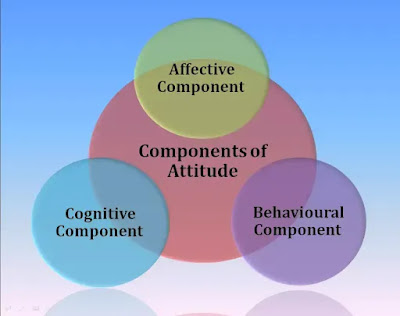 Affective
Component
Components of
Attitude
Cognitive
Component
Behavioural
Component